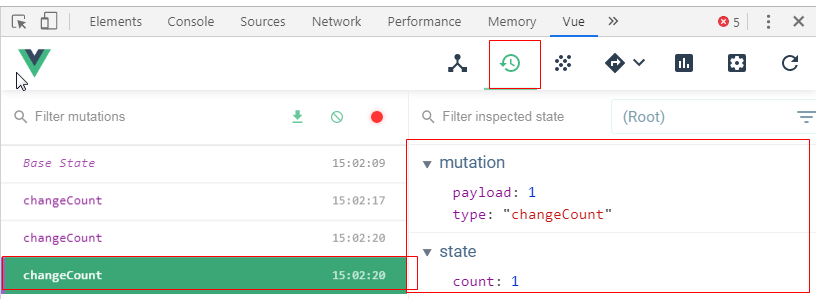 Elements Mutation Sources Network Performance Memory Vue » 5
Filter mutations
Filter inspected state (Root)
Base State 15:02:09
changeCount 15:02:17
changeCount 15:02:20
changeCount 15:02:20
mutation
payload: 1
type: "changeCount"
state
count: 1